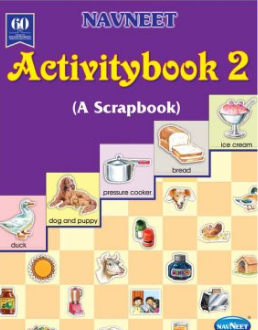 NAVNEET
60
Activitybook 2
(A Scrapbook)
ice cream
bread
pressure cooker
dog and puppy
duck
NAVNEET